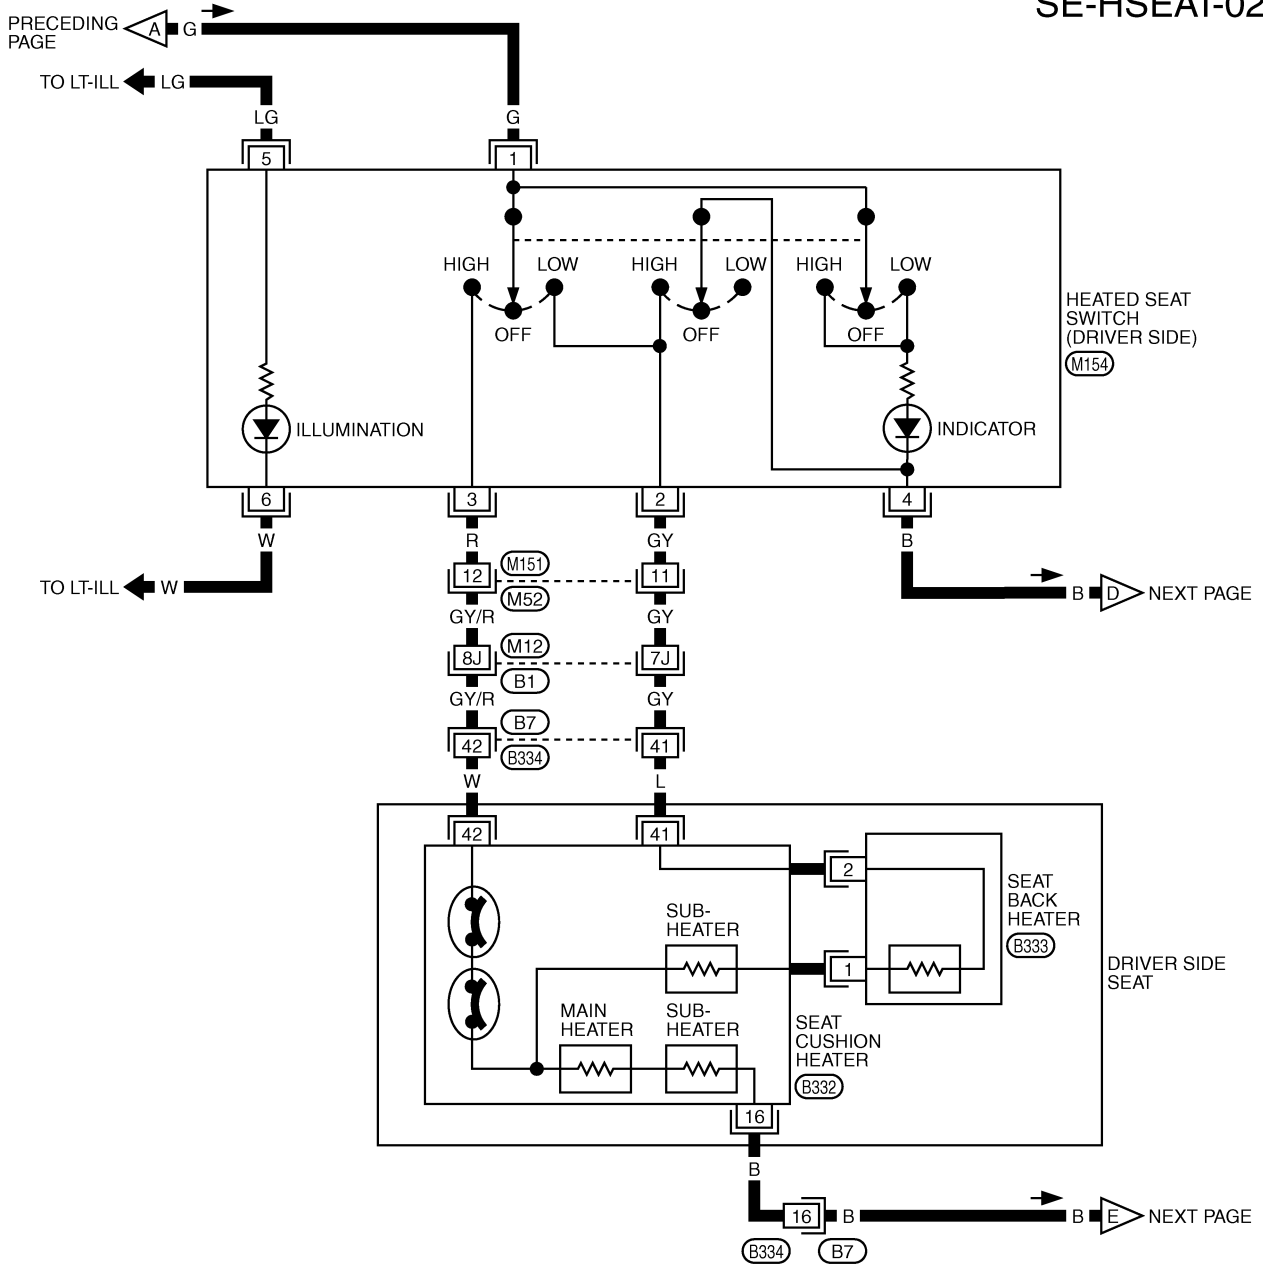 SE-HSEAT-02
PRECEDING
PAGE
A
G
TO LT-ILL
LG
LG
G
5
1
HIGH
LOW
HIGH
LOW
HIGH
LOW
OFF
OFF
OFF
HEATED SEAT
SWITCH
(DRIVER SIDE)
M154
ILLUMINATION
INDICATOR
6
3
2
4
W
R
GY
B
M151
12
11
M52
TO LT-ILL
W
B
D
NEXT PAGE
GY/R
GY
M12
8J
7J
B1
GY/R
GY
B7
42
41
B334
W
L
42
41
2
SEAT
BACK
HEATER
B333
SUB-
HEATER
1
DRIVER SIDE
SEAT
MAIN
HEATER
SUB-
HEATER
SEAT
CUSHION
HEATER
B332
16
B
16
B
B
E
NEXT PAGE
B334
B7